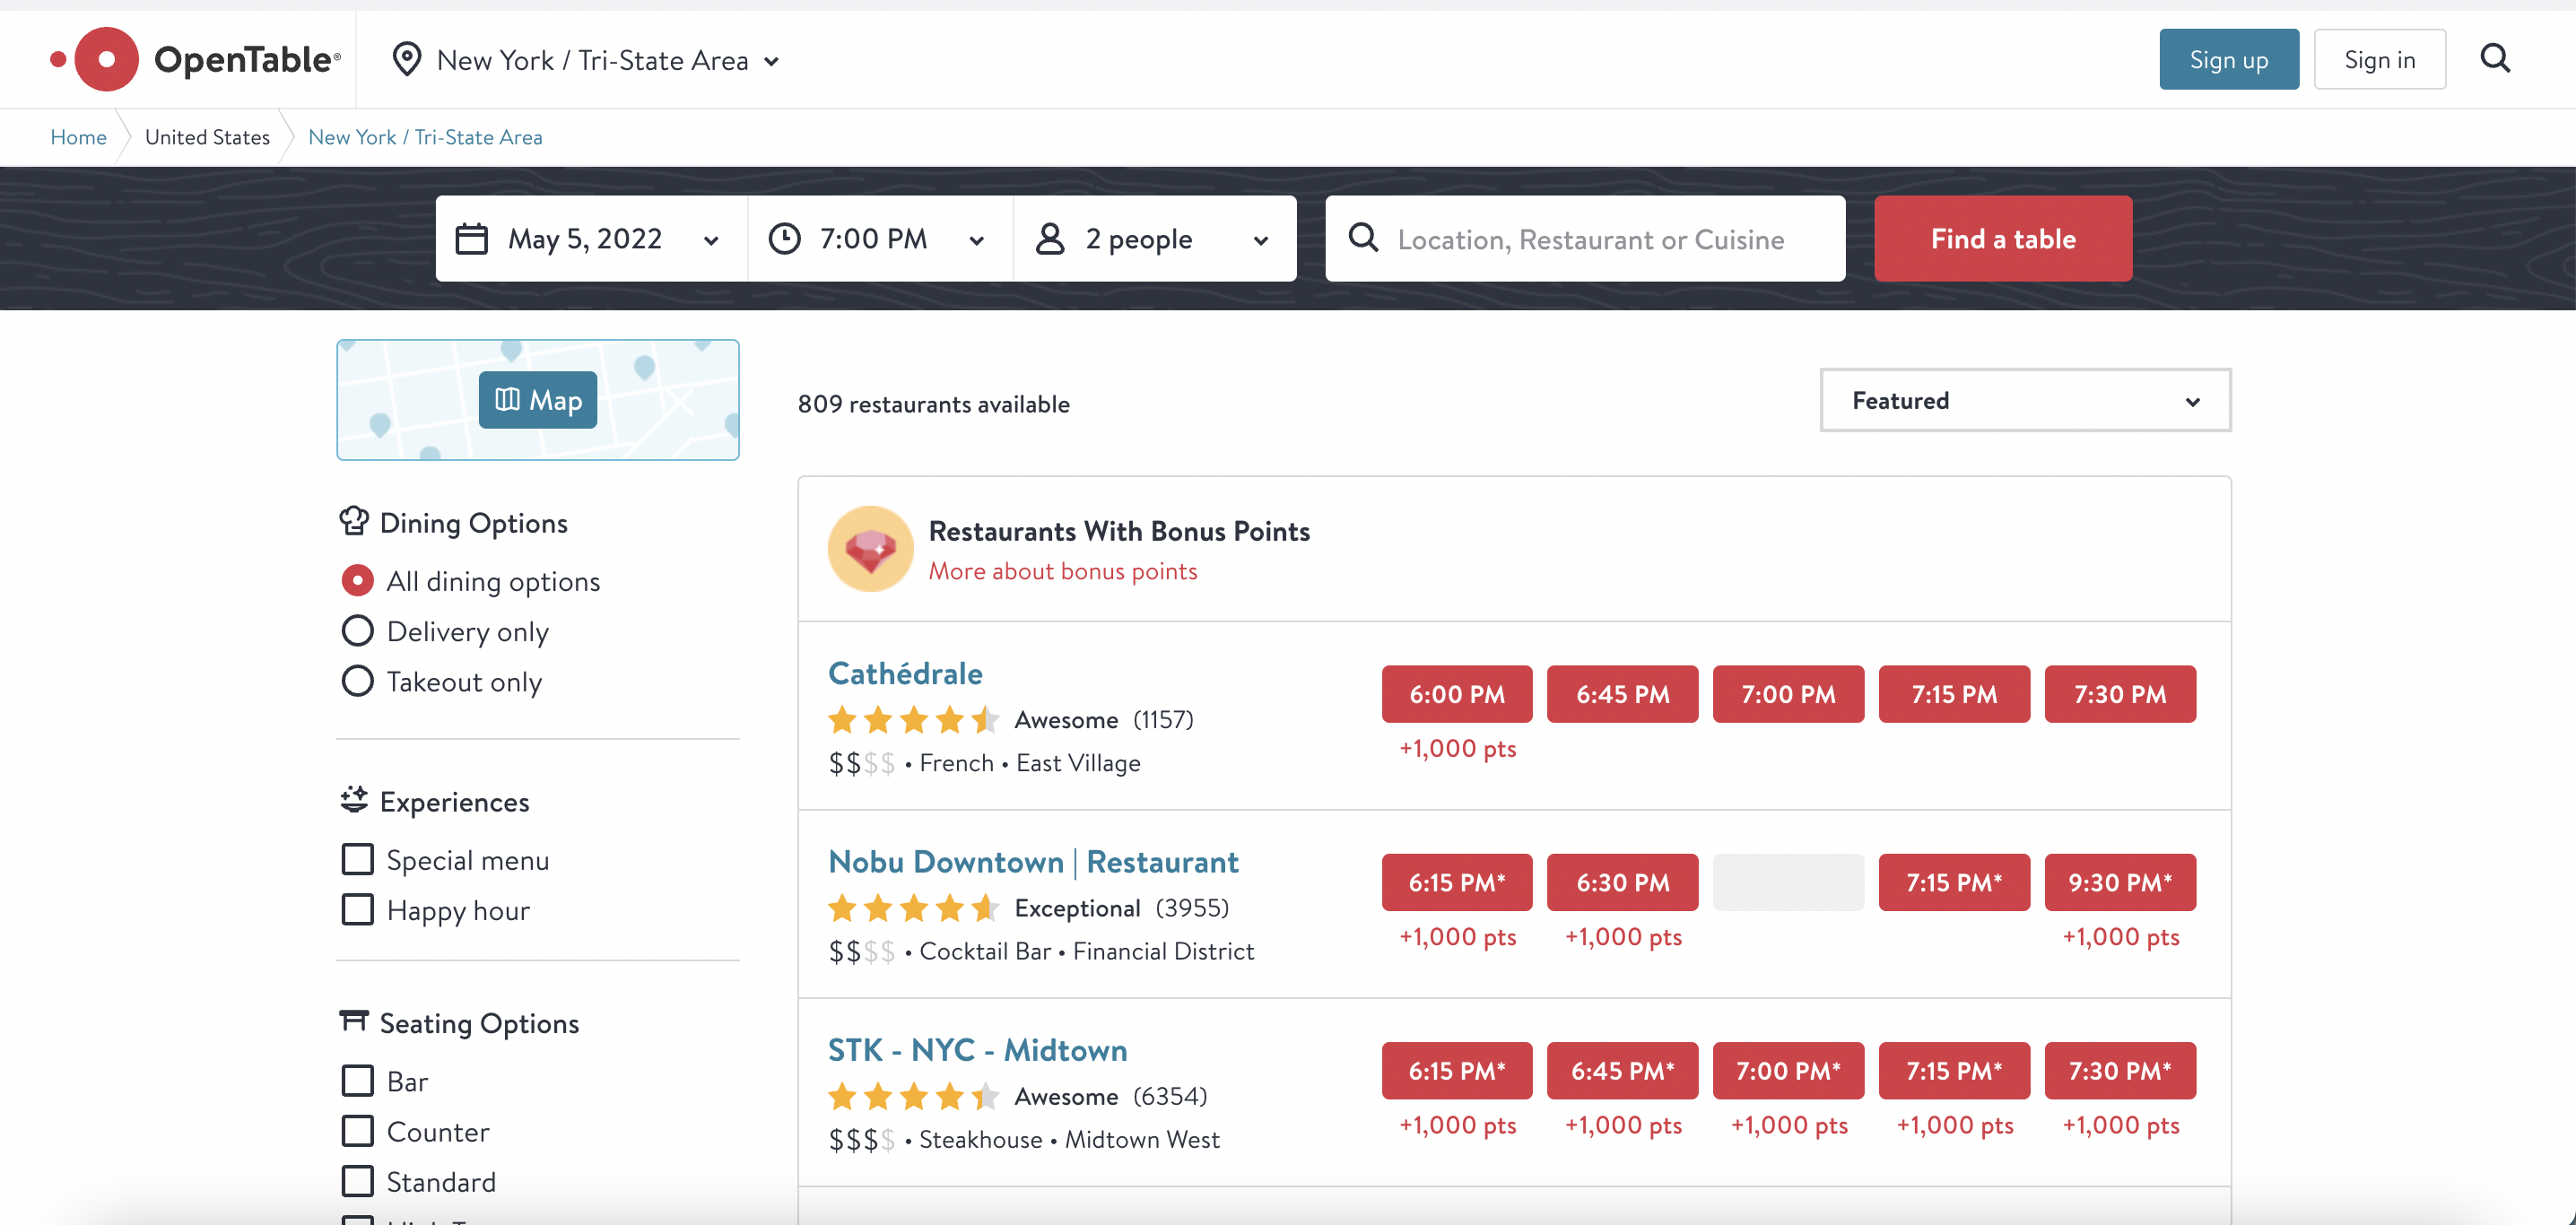 OpenTable®
New York / Tri-State Area
Sign up
Sign in
Home
United States
New York / Tri-State Area
May 5, 2022
7:00 PM
2 people
Location, Restaurant or Cuisine
Find a table
Map
Dining Options
All dining options
Delivery only
Takeout only
Experiences
Special menu
Happy hour
Seating Options
Bar
Counter
Standard
809 restaurants available
Featured
Restaurants With Bonus Points
More about bonus points
Cathédrale
Awesome (1157)
$$$$ • French • East Village
6:00 PM 6:45 PM 7:00 PM 7:15 PM 7:30 PM
+1,000 pts
Nobu Downtown | Restaurant
Exceptional (3955)
$$$$ • Cocktail Bar • Financial District
6:15 PM* 6:30 PM 7:15 PM* 9:30 PM*
+1,000 pts +1,000 pts +1,000 pts
STK - NYC - Midtown
Awesome (6354)
$$$$ • Steakhouse • Midtown West
6:15 PM* 6:45 PM* 7:00 PM* 7:15 PM* 7:30 PM*
+1,000 pts +1,000 pts +1,000 pts +1,000 pts +1,000 pts